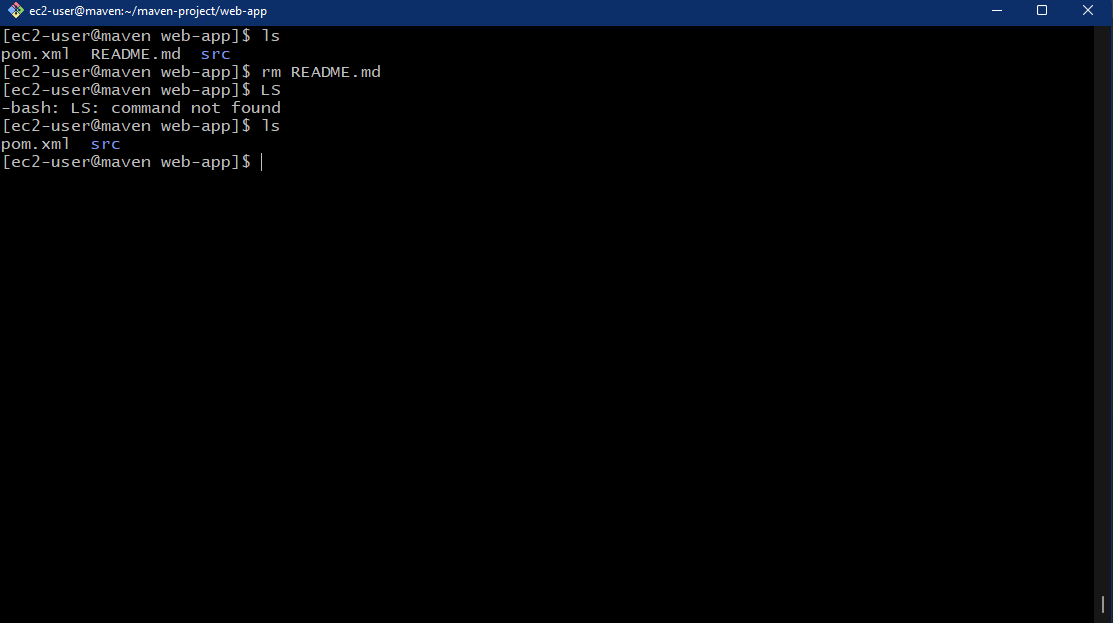 ec2-user@maven:~/maven-project/web-app
[ec2-user@maven web-app]$ ls
pom.xml  README.md  src
[ec2-user@maven web-app]$ rm README.md
[ec2-user@maven web-app]$ LS
-bash: LS: command not found
[ec2-user@maven web-app]$ ls
pom.xml  src
[ec2-user@maven web-app]$